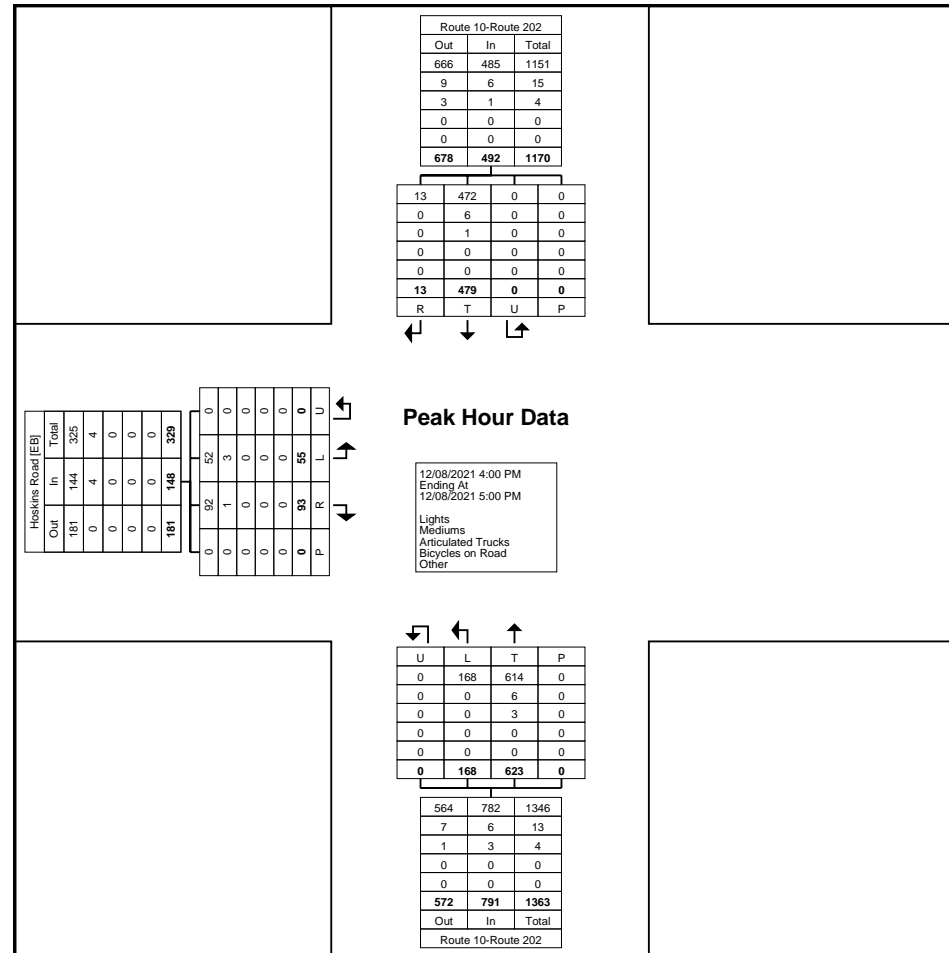 Route 10-Route 202
Out In Total
666 485 1151
9 6 15
3 1 4
0 0 0
0 0 0
678 492 1170
13 472 0 0
0 6 0 0
0 1 0 0
0 0 0 0
0 0 0 0
13 479 0 0
R T U P
Hoskins Road [EB]
Out In Total
181 144 325
0 4 4
0 0 0
0 0 0
0 0 0
181 148 329
0 92 52 0
0 1 3 0
0 0 0 0
0 0 0 0
0 0 0 0
0 93 55 0
P R L U
Peak Hour Data
12/08/2021 4:00 PM
Ending At
12/08/2021 5:00 PM
Lights
Mediums
Articulated Trucks
Bicycles on Road
Other
U L T P
0 168 614 0
0 0 6 0
0 0 3 0
0 0 0 0
0 0 0 0
0 168 623 0
564 782 1346
7 6 13
1 3 4
0 0 0
0 0 0
572 791 1363
Out In Total
Route 10-Route 202